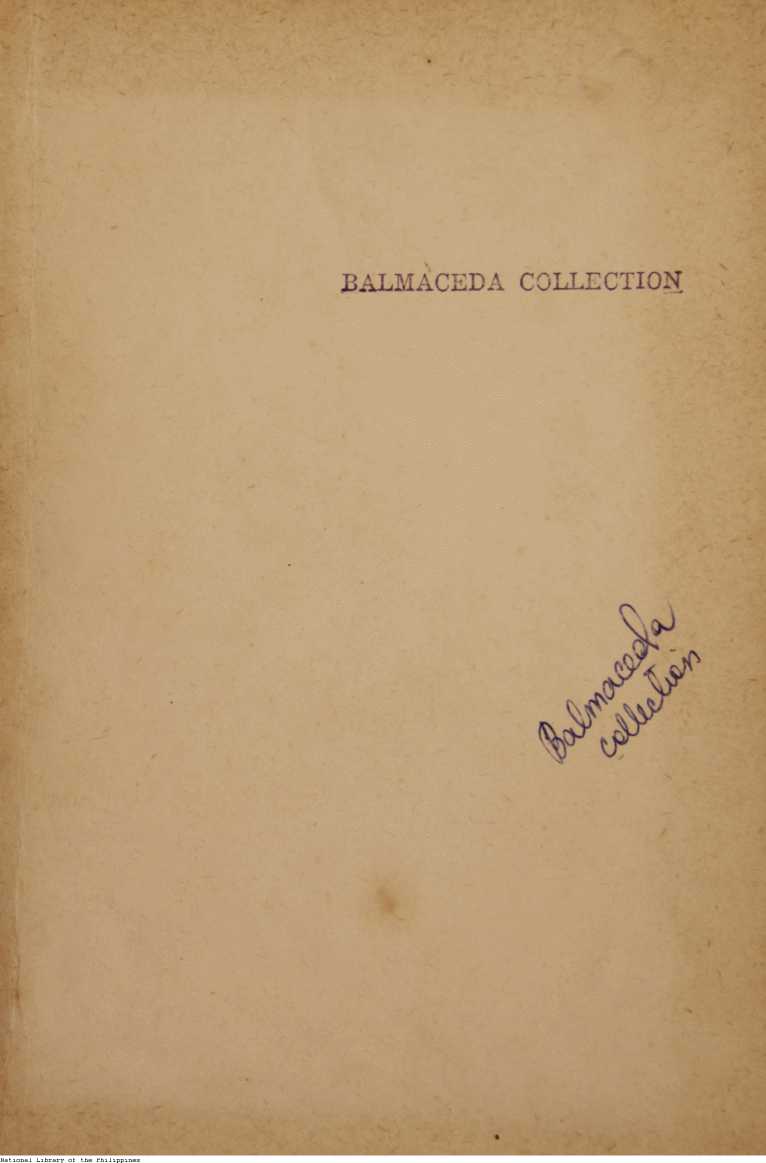 BALMACEDA COLLECTION
Balmaceda
collection
National Library of the Philippines